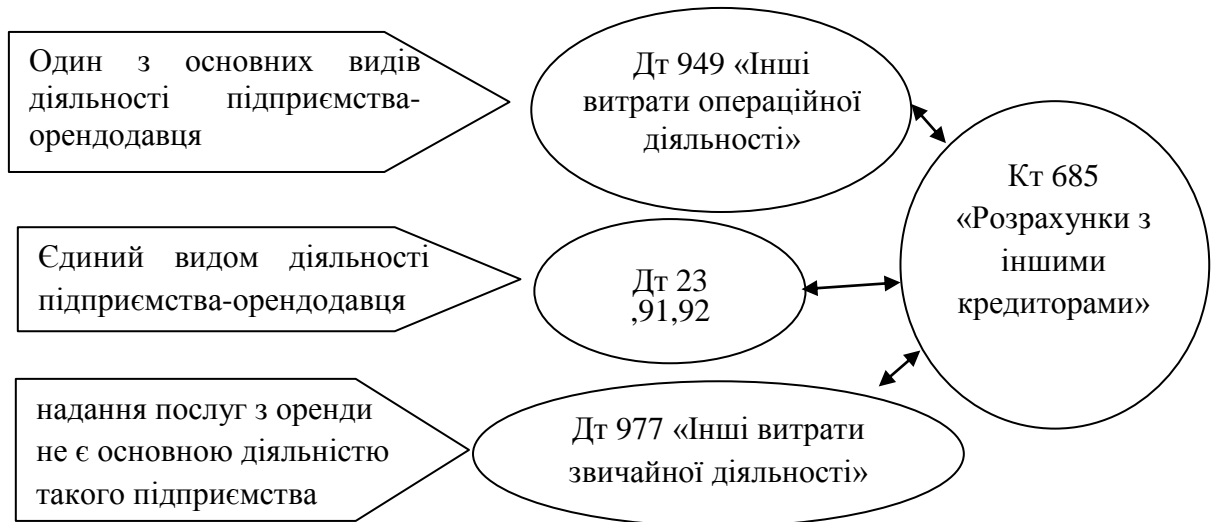 Один з основних видів
діяльності підприємства-
орендодавця
Дт 949 «Інші
витрати операційної
діяльності»
Єдиний видом діяльності
підприємства-орендодавця
Дт 23
,91,92
надання послуг з оренди
не є основною діяльністю
такого підприємства
Дт 977 «Інші витрати
звичайної діяльності»
Кт 685
«Розрахунки з
іншими
кредиторами»